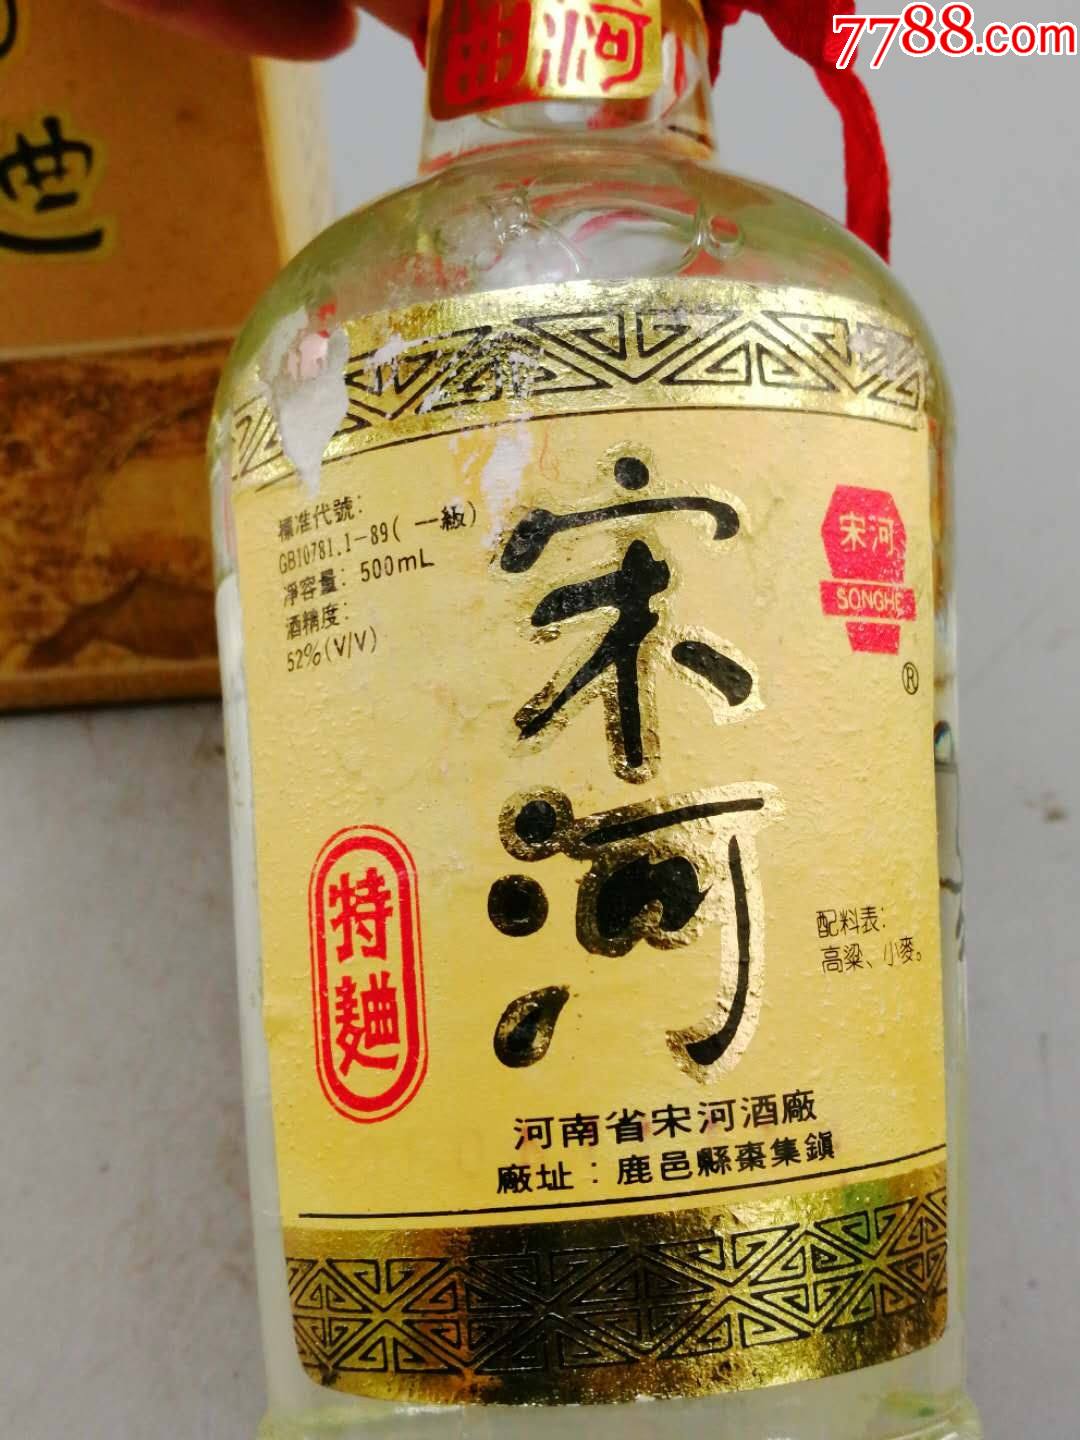 7788.com
曲
曲河
標准代號:
GB10781.1-89(一級)
淨容量: 500mL
酒精度:
52%(V/V)
宋河
宋河
SONGHE
®
特麯
配料表:
高粱、小麥。
河南省宋河酒廠
廠址:鹿邑縣棗集鎮